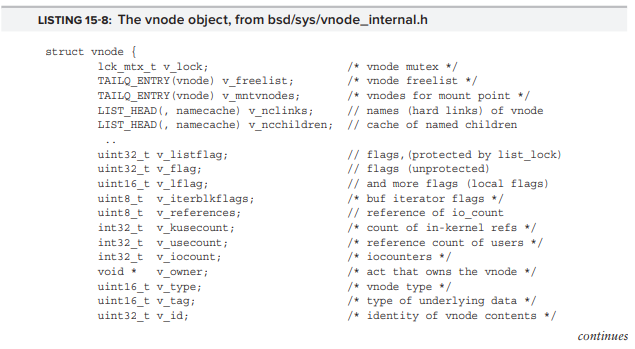 LISTING 15-8: The vnode object, from bsd/sys/vnode_internal.h
struct vnode {
lck_mtx_t v_lock; /* vnode mutex */
TAILQ_ENTRY(vnode) v_freelist; /* vnode freelist */
TAILQ_ENTRY(vnode) v_mntvnodes; /* vnodes for mount point */
LIST_HEAD(, namecache) v_nclinks; // names (hard links) of vnode
LIST_HEAD(, namecache) v_ncchildren; // cache of named children
..
uint32_t v_listflag; // flags,(protected by list_lock)
uint32_t v_flag; // flags (unprotected)
uint16_t v_lflag; // and more flags (local flags)
uint8_t v_iterblkflags; /* buf iterator flags */
uint8_t v_references; // reference of io_count
int32_t v_kusecount; /* count of in-kernel refs */
int32_t v_usecount; /* reference count of users */
int32_t v_iocount; /* iocounters */
void * v_owner; /* act that owns the vnode */
uint16_t v_type; /* vnode type */
uint16_t v_tag; /* type of underlying data */
uint32_t v_id; /* identity of vnode contents */
continues